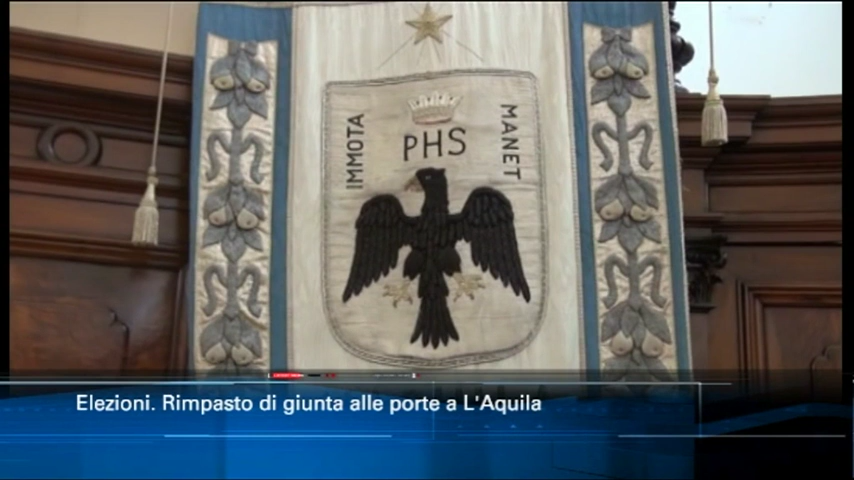 IMMOTA
PHS
MANET
Elezioni. Rimpasto di giunta alle porte a L'Aquila